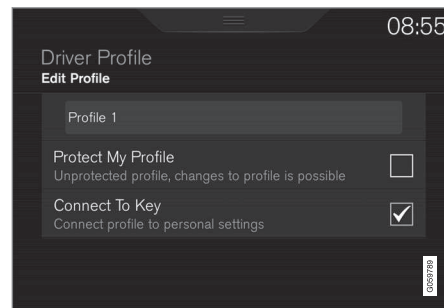 08:55
Driver Profile
Edit Profile
Profile 1
Protect My Profile
Unprotected profile, changes to profile is possible
Connect To Key
Connect profile to personal settings
G059789